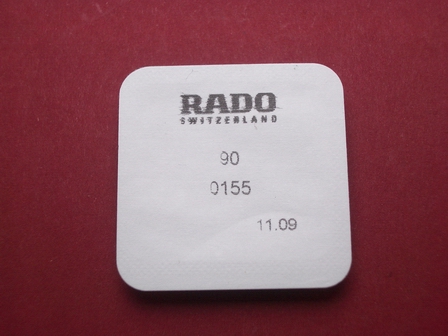 RADO
SWITZERLAND
90
0155
11.09